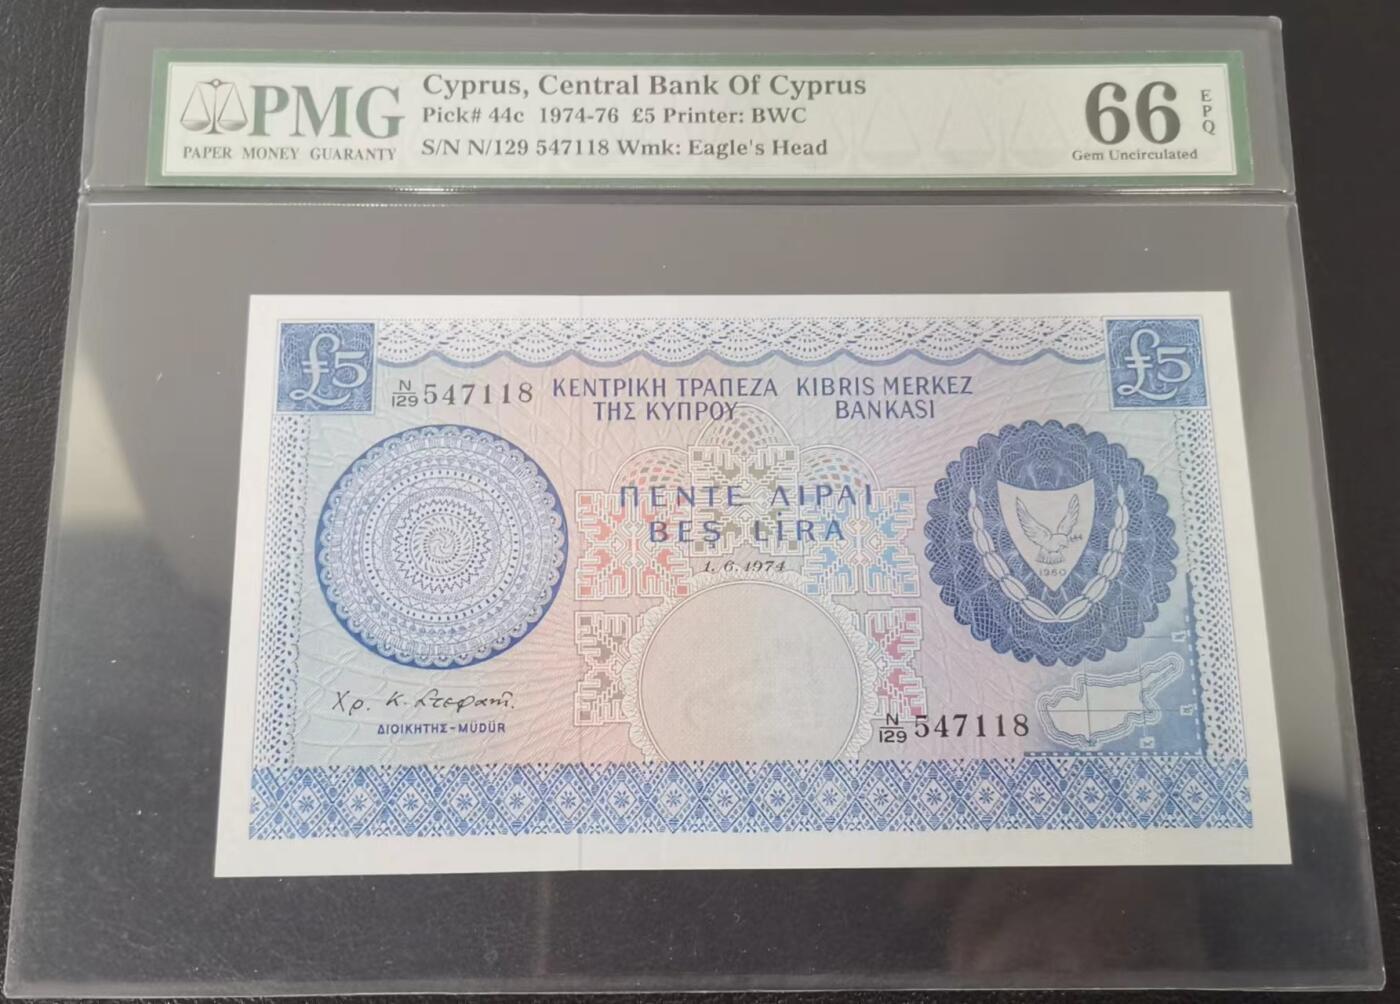 PMG
PAPER MONEY GUARANTY
Cyprus, Central Bank Of Cyprus
Pick# 44c 1974-76 £5 Printer: BWC
S/N N/129 547118 Wmk: Eagle's Head
66 EPQ
Gem Uncirculated
£5
£5
N/129 547118
ΚΕΝΤΡΙΚΗ ΤΡΑΠΕΖΑ KIBRIS MERKEZ
ΤΗΣ ΚΥΠΡΟΥ BANKASI
ΠΕΝΤΕ ΛΙΡΑΙ
BEŞ LİRA
1.6.1974
1960
Χρ. Κ. Στεφανή.
ΔΙΟΙΚΗΤΗΣ-MÜDÜR
N/129 547118